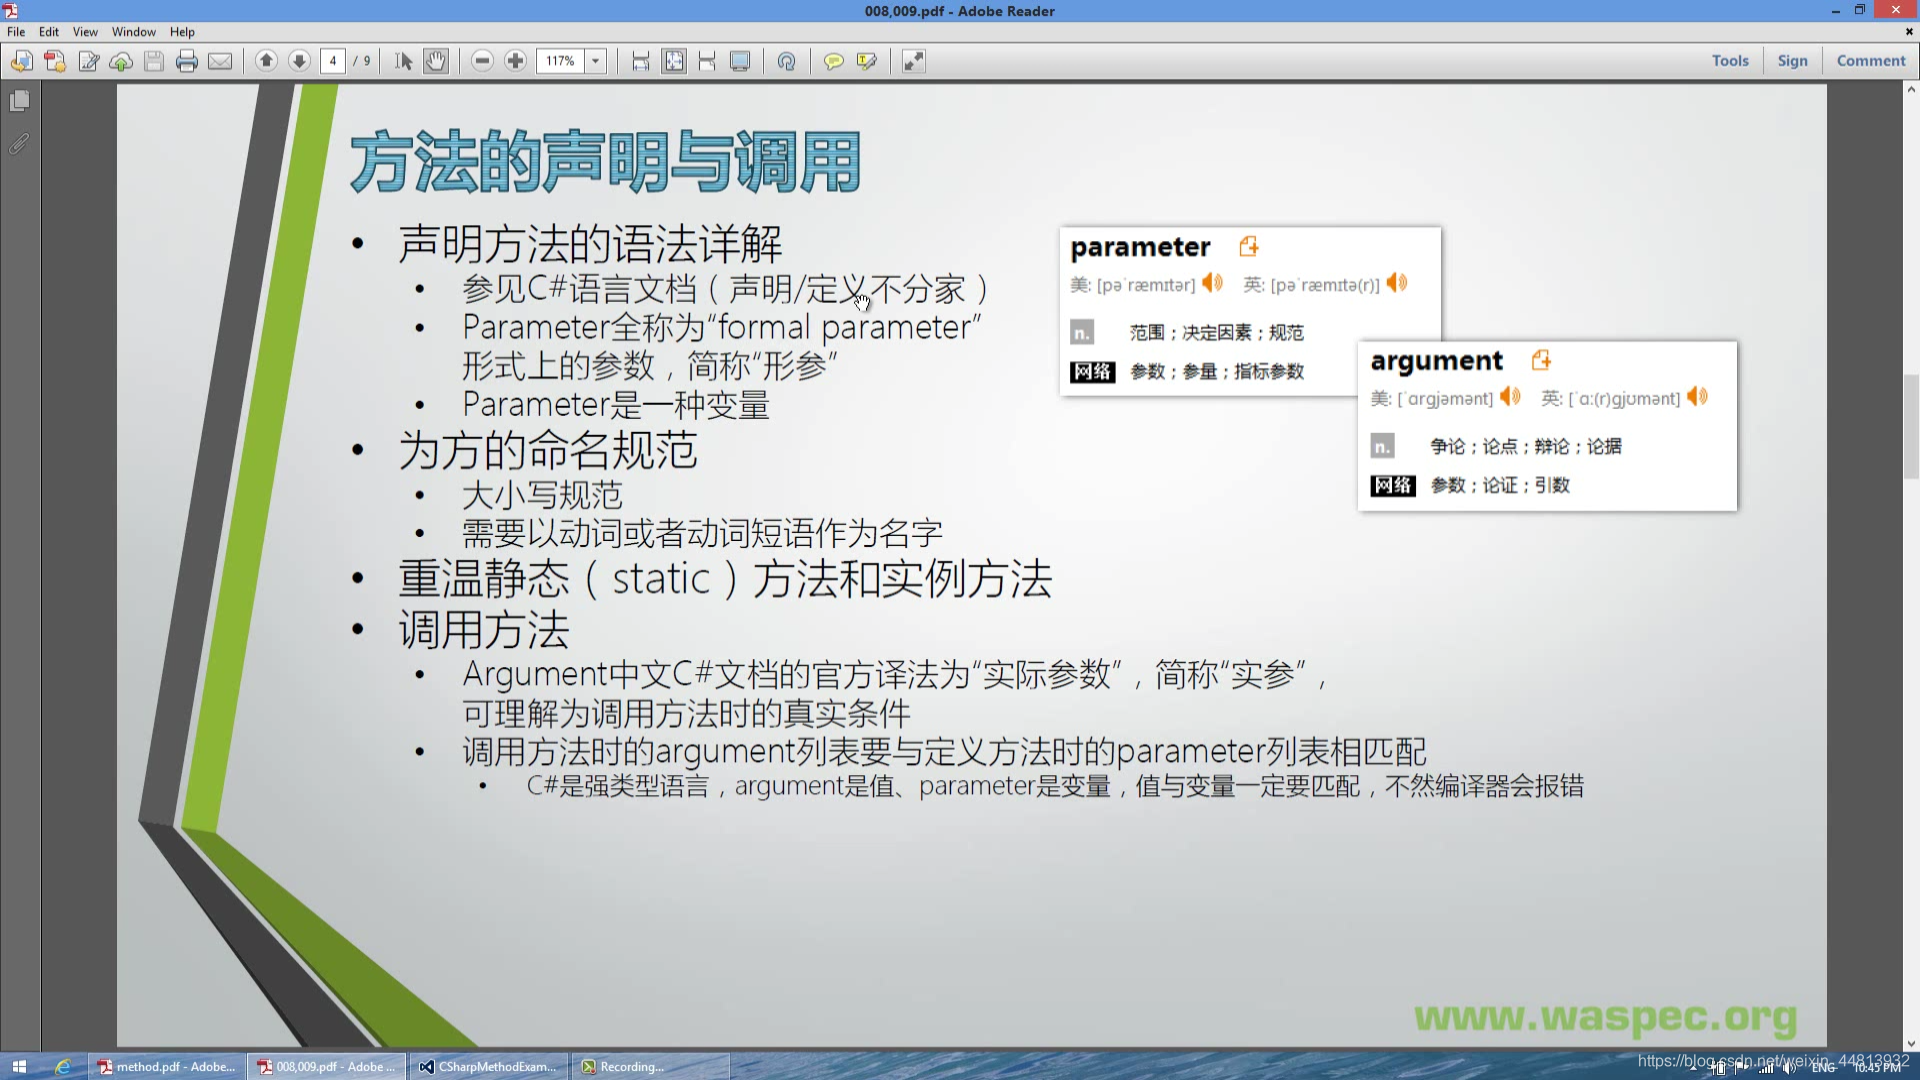 008,009.pdf - Adobe Reader
File Edit View Window Help
4 / 9 117% Tools Sign Comment
方法的声明与调用
• 声明方法的语法详解
• 参见C#语言文档（声明/定义不分家）
• Parameter全称为“formal parameter”
形式上的参数，简称“形参”
• Parameter是一种变量
• 为方的命名规范
• 大小写规范
• 需要以动词或者动词短语作为名字
• 重温静态（static）方法和实例方法
• 调用方法
• Argument中文C#文档的官方译法为“实际参数”，简称“实参”，
可理解为调用方法时的真实条件
• 调用方法时的argument列表要与定义方法时的parameter列表相匹配
• C#是强类型语言，argument是值、parameter是变量，值与变量一定要匹配，不然编译器会报错
parameter
美: [pəˈræmɪtər] 英: [pəˈræmɪtə(r)]
n. 范围；决定因素；规范
网络 参数；参量；指标参数
argument
美: [ˈɑrɡjəmənt] 英: [ˈɑː(r)ɡjʊmənt]
n. 争论；论点；辩论；论据
网络 参数；论证；引数
www.waspec.org
method.pdf - Adobe... 008,009.pdf - Adobe ... CSharpMethodExam... Recording... ENG 10:45 PM
https://blog.csdn.net/weixin_44813932